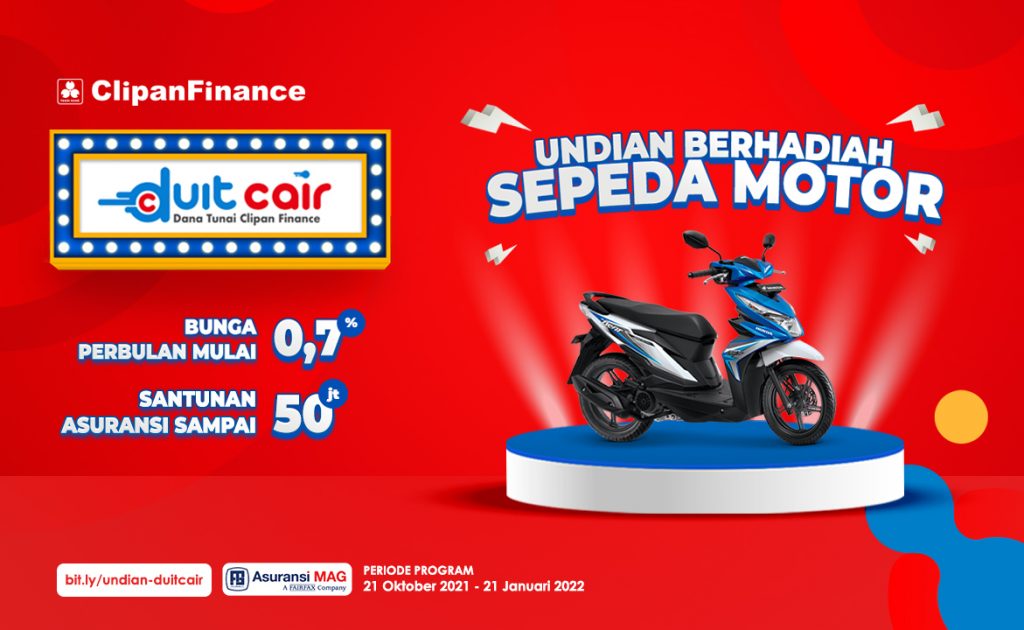 ClipanFinance
duit cair
Dana Tunai Clipan Finance
UNDIAN BERHADIAH
SEPEDA MOTOR
BUNGA
PERBULAN MULAI
0,7%
SANTUNAN
ASURANSI SAMPAI
50jt
bit.ly/undian-duitcair
Asuransi MAG
A FAIRFAX Company
PERIODE PROGRAM
21 Oktober 2021 - 21 Januari 2022